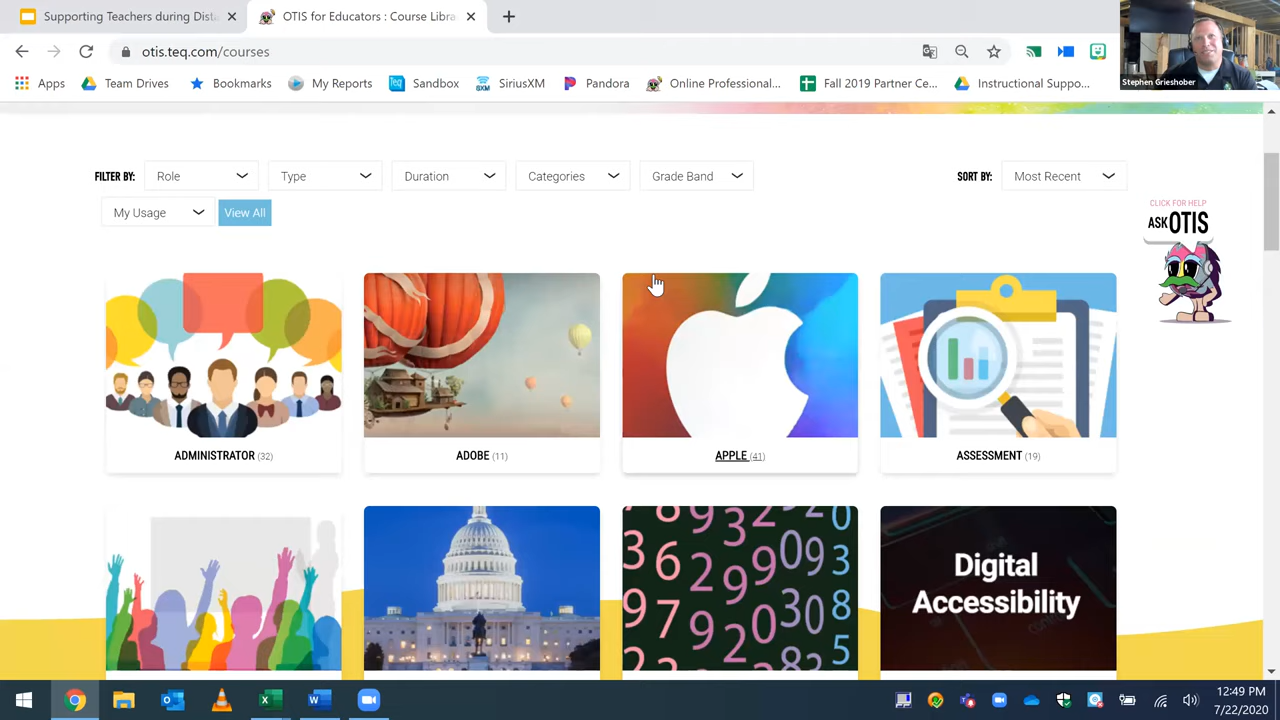 Supporting Teachers during Dist
OTIS for Educators : Course Libra
otis.teq.com/courses
Apps
Team Drives
Bookmarks
My Reports
Teq
Sandbox
SXM
SiriusXM
Pandora
Online Professional...
Fall 2019 Partner Ce...
Instructional Suppo...
Stephen Grieshober
FILTER BY:
Role
Type
Duration
Categories
Grade Band
SORT BY:
Most Recent
My Usage
View All
CLICK FOR HELP
ASK OTIS
ADMINISTRATOR (32)
ADOBE (11)
APPLE (41)
ASSESSMENT (19)
Digital
Accessibility
12:49 PM
7/22/2020